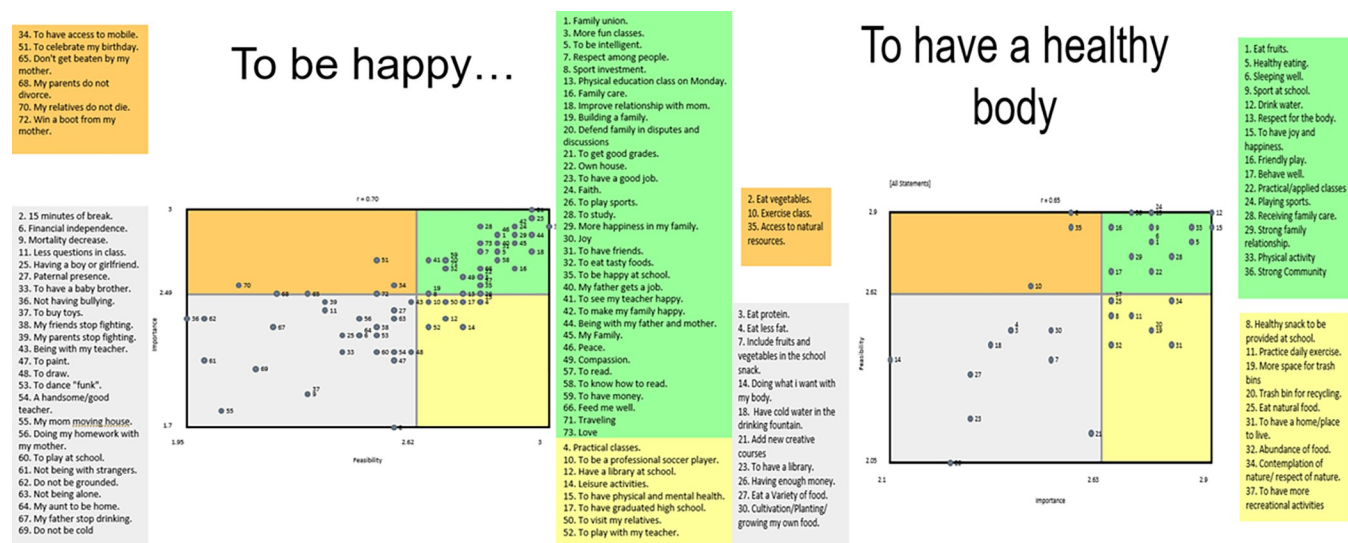 34. To have access to mobile.
51. To celebrate my birthday.
65. Don't get beaten by my
mother.
68. My parents do not
divorce.
70. My relatives do not die.
72. Win a boot from my
mother.
To be happy...
2. 15 minutes of break.
6. Financial independence.
9. Mortality decrease.
11. Less questions in class.
25. Having a boy or girlfriend.
27. Paternal presence.
33. To have a baby brother.
36. Not having bullying.
37. To buy toys.
38. My friends stop fighting.
39. My parents stop fighting.
43. Being with my teacher.
47. To paint.
48. To draw.
53. To dance "funk".
54. A handsome/good
teacher.
55. My mom moving house.
56. Doing my homework with
my mother.
60. To play at school.
61. Not being with strangers.
62. Do not be grounded.
63. Not being alone.
64. My aunt to be home.
67. My father stop drinking.
69. Do not be cold
r = 0.70
3
2.49
1.7
Importance
1.95
2.62
3
Feasibility
1. Family union.
3. More fun classes.
5. To be intelligent.
7. Respect among people.
8. Sport investment.
13. Physical education class on Monday.
16. Family care.
18. Improve relationship with mom.
19. Building a family.
20. Defend family in disputes and
discussions
21. To get good grades.
22. Own house.
23. To have a good job.
24. Faith.
26. To play sports.
28. To study.
29. More happiness in my family.
30. Joy
31. To have friends.
32. To eat tasty foods.
35. To be happy at school.
40. My father gets a job.
41. To see my teacher happy.
42. To make my family happy.
44. Being with my father and mother.
45. My Family.
46. Peace.
49. Compassion.
57. To read.
58. To know how to read.
59. To have money.
66. Feed me well.
71. Traveling
73. Love
4. Practical classes.
10. To be a professional soccer player.
12. Have a library at school.
14. Leisure activities.
15. To have physical and mental health.
17. To have graduated high school.
50. To visit my relatives.
52. To play with my teacher.
To have a healthy
body
2. Eat vegetables.
10. Exercise class.
35. Access to natural
resources.
3. Eat protein.
4. Eat less fat.
7. Include fruits and
vegetables in the school
snack.
14. Doing what i want with
my body.
18. Have cold water in the
drinking fountain.
21. Add new creative
courses
23. To have a library.
26. Having enough money.
27. Eat a Variety of food.
30. Cultivation/Planting/
growing my own food.
[All Statements]
r = 0.65
2.9
2.62
2.05
Feasibility
2.1
2.63
2.9
Importance
1. Eat fruits.
5. Healthy eating.
6. Sleeping well.
9. Sport at school.
12. Drink water.
13. Respect for the body.
15. To have joy and
happiness.
16. Friendly play.
17. Behave well.
22. Practical/applied classes
24. Playing sports.
28. Receiving family care.
29. Strong family
relationship.
33. Physical activity
36. Strong Community
8. Healthy snack to be
provided at school.
11. Practice daily exercise.
19. More space for trash
bins
20. Trash bin for recycling.
25. Eat natural food.
31. To have a home/place
to live.
32. Abundance of food.
34. Contemplation of
nature/ respect of nature.
37. To have more
recreational activities